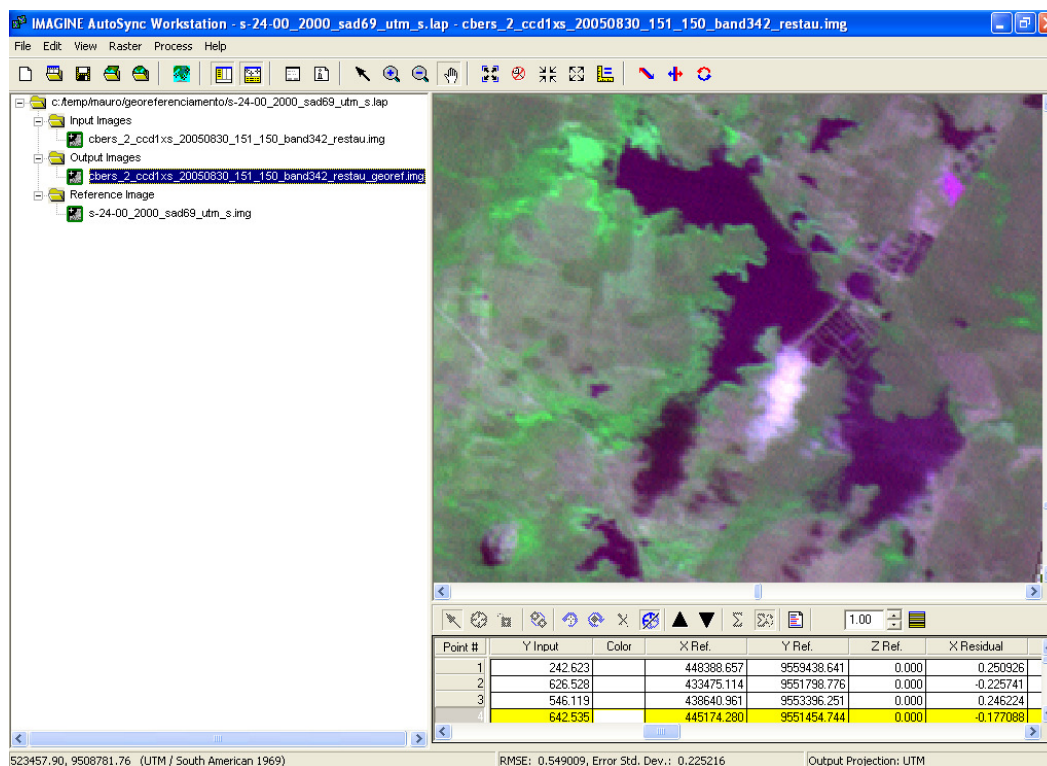 IMAGINE AutoSync Workstation - s-24-00_2000_sad69_utm_s.lap - cbers_2_ccd1xs_20050830_151_150_band342_restau.img
File Edit View Raster Process Help
c:/temp/mauro/georeferenciamento/s-24-00_2000_sad69_utm_s.lap
Input Images
cbers_2_ccd1xs_20050830_151_150_band342_restau.img
Output Images
cbers_2_ccd1xs_20050830_151_150_band342_restau_georef.img
Reference Image
s-24-00_2000_sad69_utm_s.img
1.00
Point # Y Input Color X Ref. Y Ref. Z Ref. X Residual
1 242.623 448388.657 9559438.641 0.000 0.250926
2 626.528 433475.114 9551798.776 0.000 -0.225741
3 546.119 438640.961 9553396.251 0.000 0.246224
4 642.535 445174.280 9551454.744 0.000 -0.177088
523457.90, 9508781.76 (UTM / South American 1969) RMSE: 0.549009, Error Std. Dev.: 0.225216 Output Projection: UTM